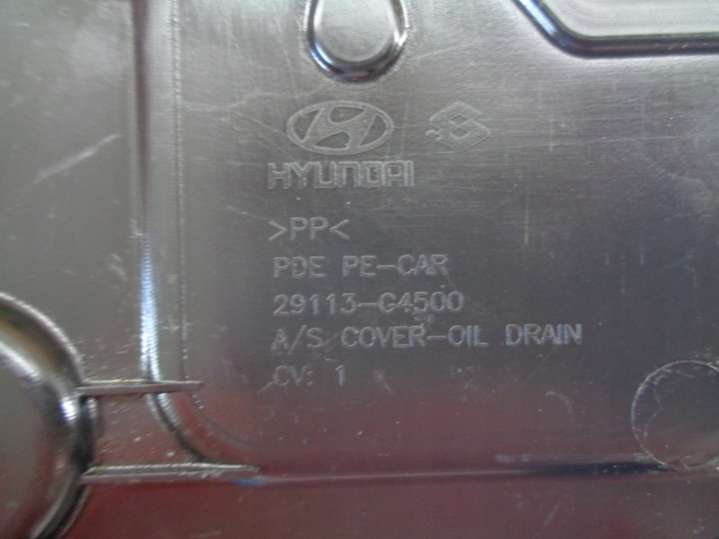 HYUNDAI
>PP<
PDE PE-CAR
29113-G4500
A/S COVER-OIL DRAIN
CV: 1